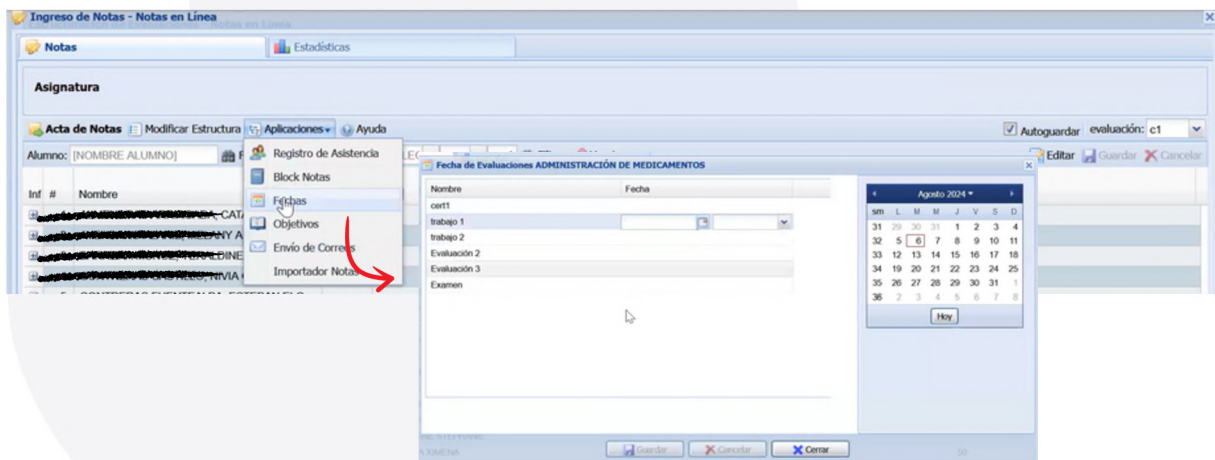 Ingreso de Notas - Notas en Línea
Notas
Estadísticas
Asignatura
Acta de Notas Modificar Estructura Aplicaciones Ayuda
Autoguardar evaluación: c1
Alumno: [NOMBRE ALUMNO]
Editar Guardar Cancelar
Inf # Nombre
Registro de Asistencia
Block Notas
Fechas
Objetivos
Envío de Correos
Importador Notas
Fecha de Evaluaciones ADMINISTRACIÓN DE MEDICAMENTOS
Nombre Fecha
cert1
trabajo 1
trabajo 2
Evaluación 2
Evaluación 3
Examen
Agosto 2024
sm L M M J V S D
31 29 30 31 1 2 3 4
32 5 6 7 8 9 10 11
33 12 13 14 15 16 17 18
34 19 20 21 22 23 24 25
35 26 27 28 29 30 31 1
36 2 3 4 5 6 7 8
Hoy
Guardar Cancelar Cerrar
XIMENA
50